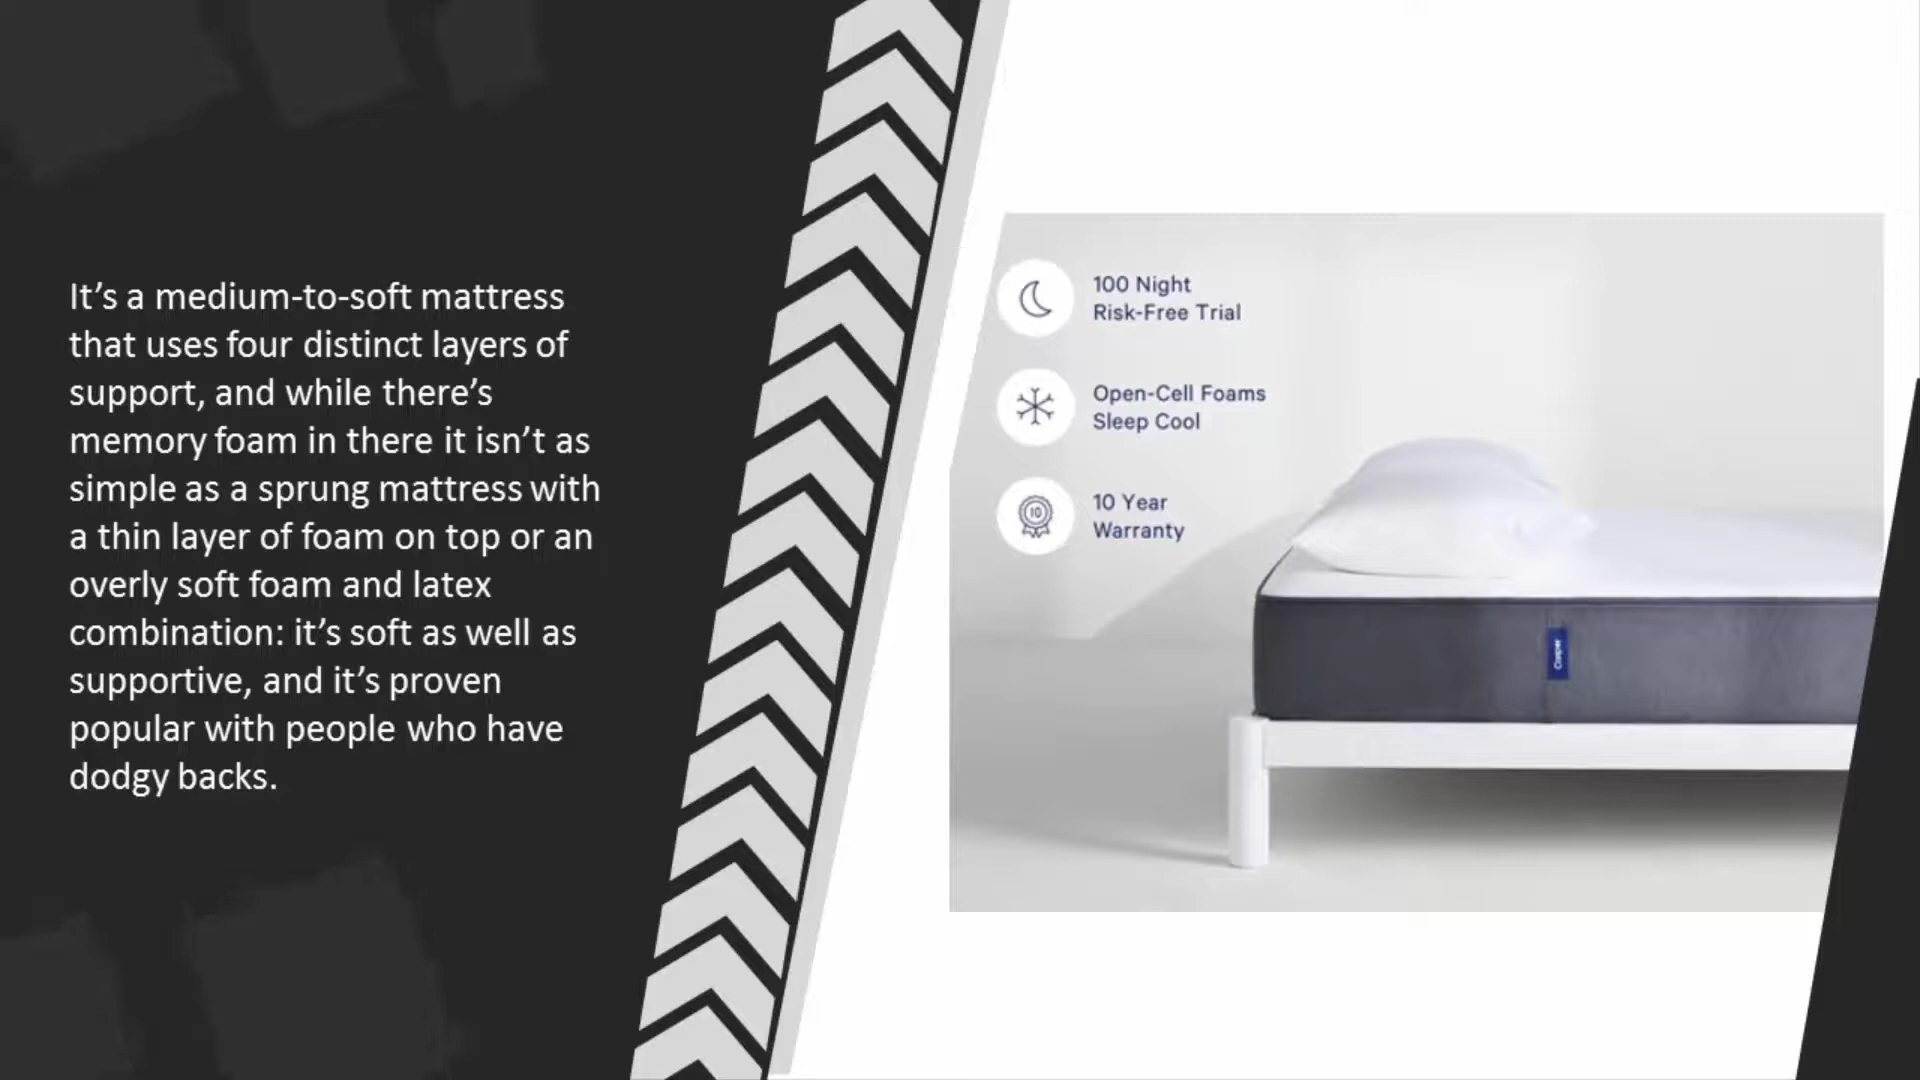 It’s a medium-to-soft mattress
that uses four distinct layers of
support, and while there’s
memory foam in there it isn’t as
simple as a sprung mattress with
a thin layer of foam on top or an
overly soft foam and latex
combination: it’s soft as well as
supportive, and it’s proven
popular with people who have
dodgy backs.
100 Night
Risk-Free Trial
Open-Cell Foams
Sleep Cool
10
10 Year
Warranty
Casper